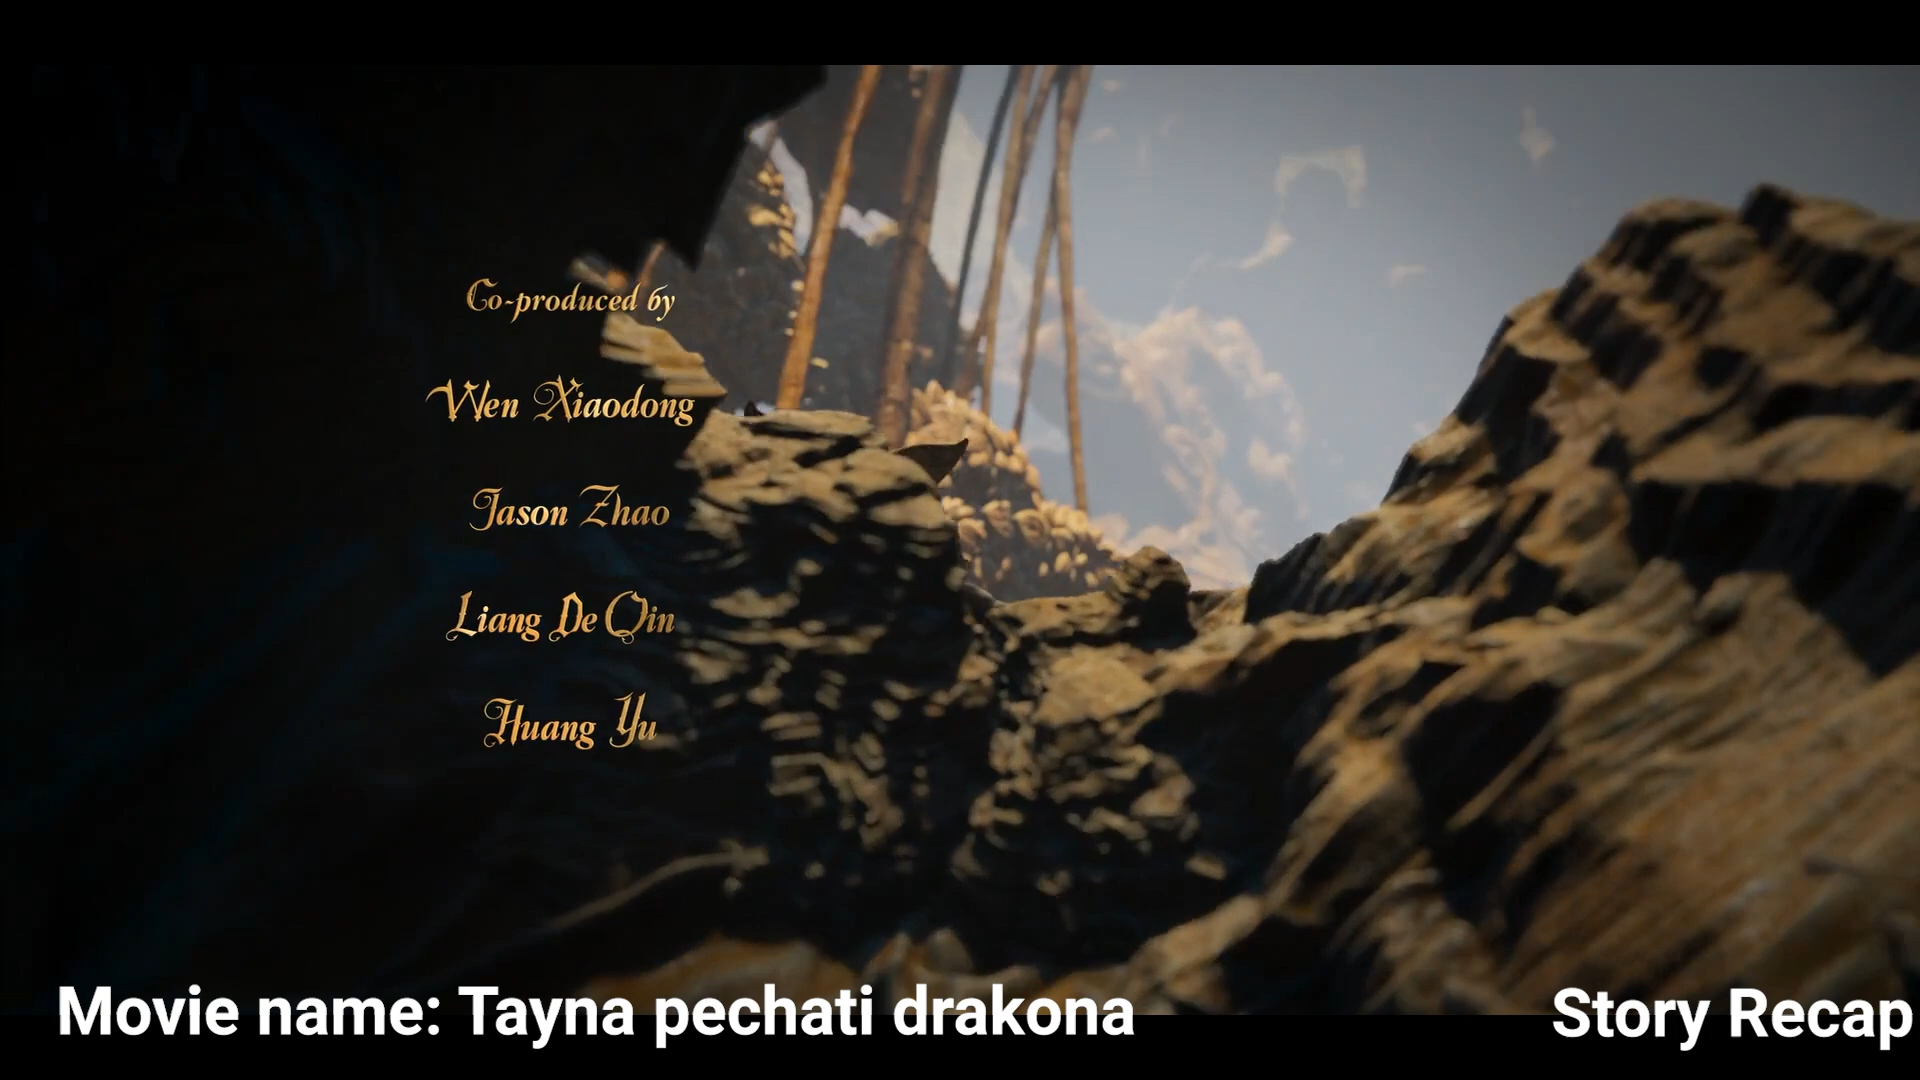 Co-produced by
Wen Xiaodong
Jason Zhao
Liang De Qin
Huang Yu
Movie name: Tayna pechati drakona
Story Recap